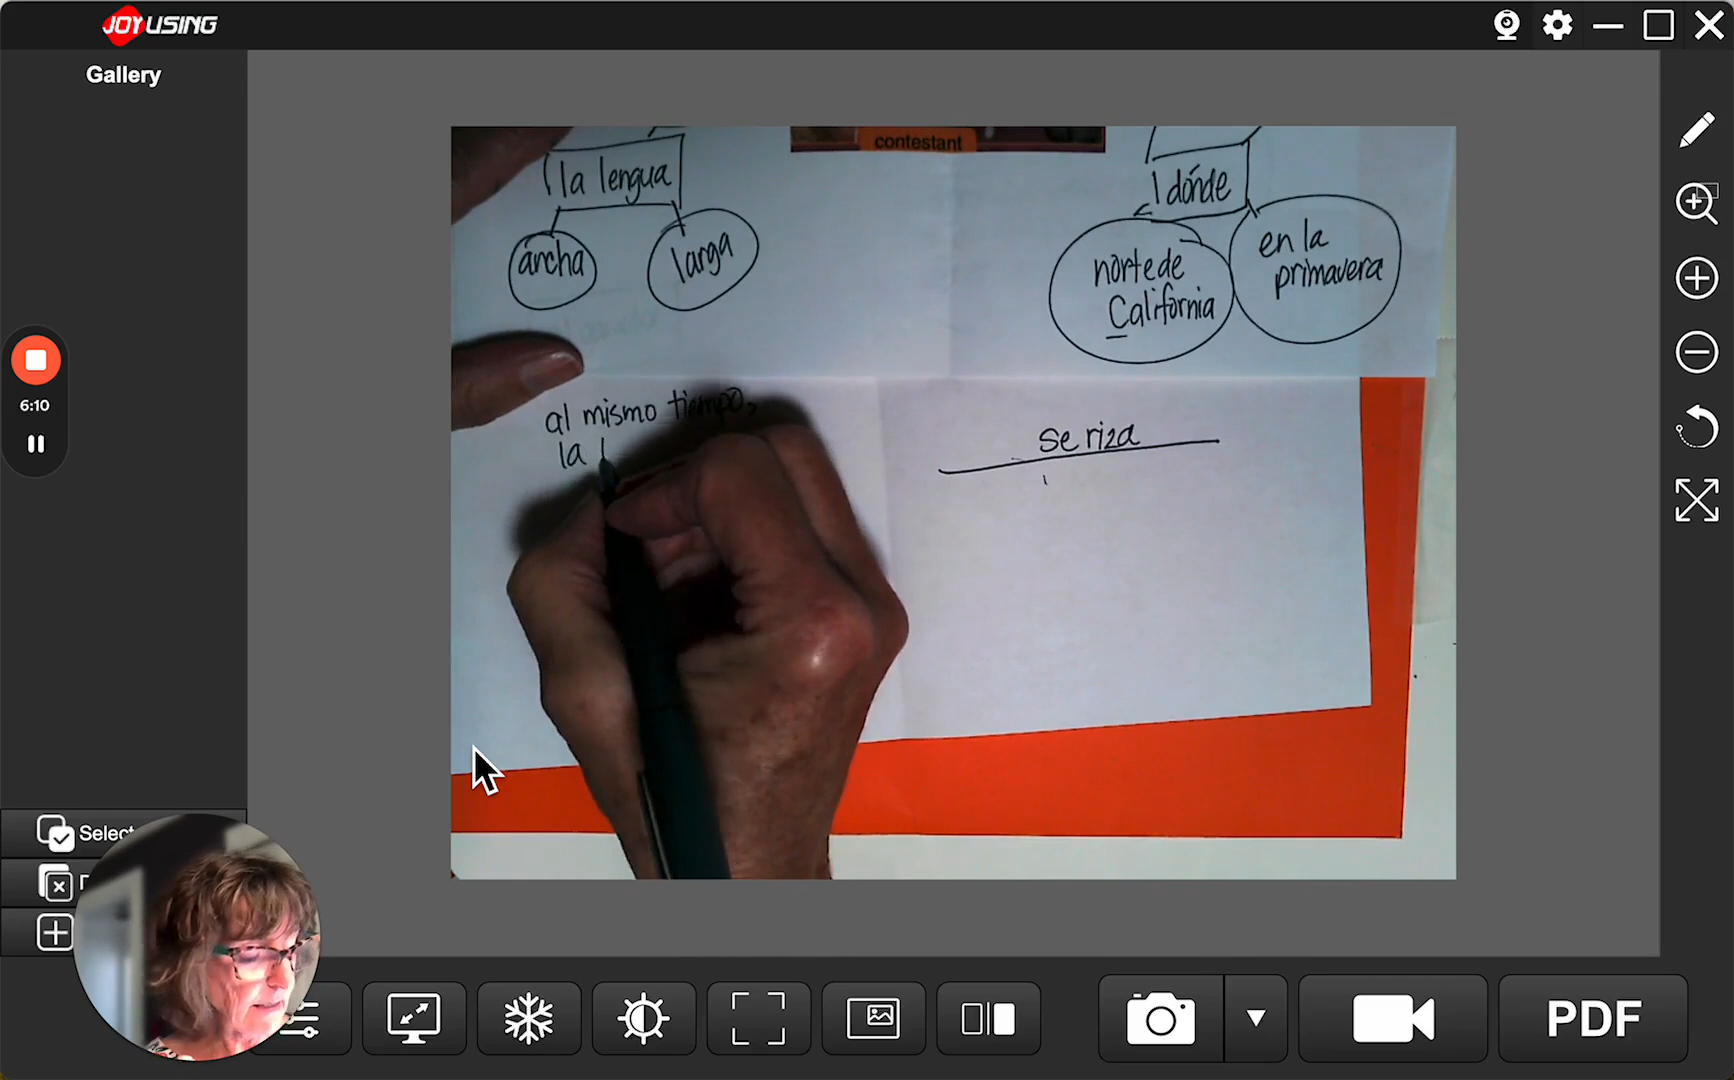 JOYUSING
Gallery
contestant
la lengua
ancha
larga
dónde
norte de
California
en la
primavera
6:10
al mismo tiempo,
la l
se riza
Select
PDF